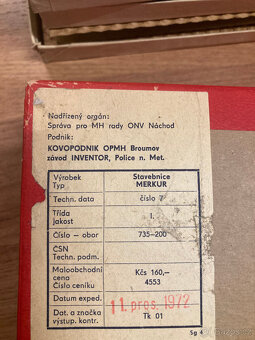 Nadřízený orgán:
Správa pro MH rady ONV Náchod
Podnik:
KOVOPODNIK OPMH Broumov
závod INVENTOR, Police n. Met.
Výrobek Stavebnice
Typ MERKUR
Techn. data číslo 7
Třída
jakost I.
Číslo – obor 735-200
ČSN
Techn. podm.
Maloobchodní
cena Kčs 160,—
Číslo ceníku 4553
Datum exped. 11. pros. 1972
Dat. a značka
výstup. kontr. Tk 01
Sg 4